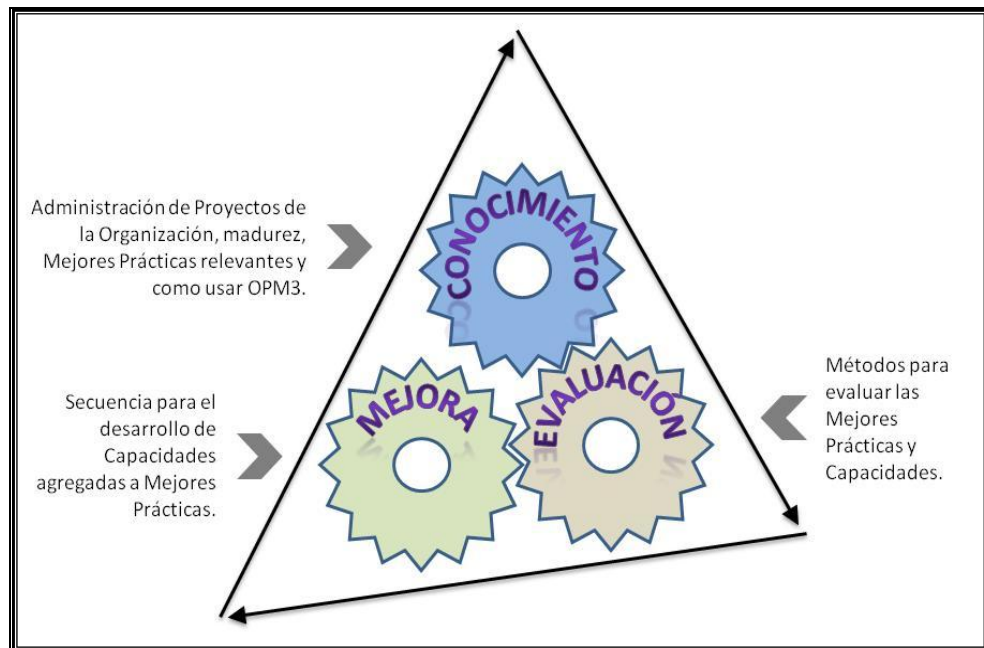 Administración de Proyectos de
la Organización, madurez,
Mejores Prácticas relevantes y
como usar OPM3.
CONOCIMIENTO
Secuencia para el
desarrollo de
Capacidades
agregadas a Mejores
Prácticas.
MEJORA
EVALUACIÓN
Métodos para
evaluar las
Mejores
Prácticas y
Capacidades.